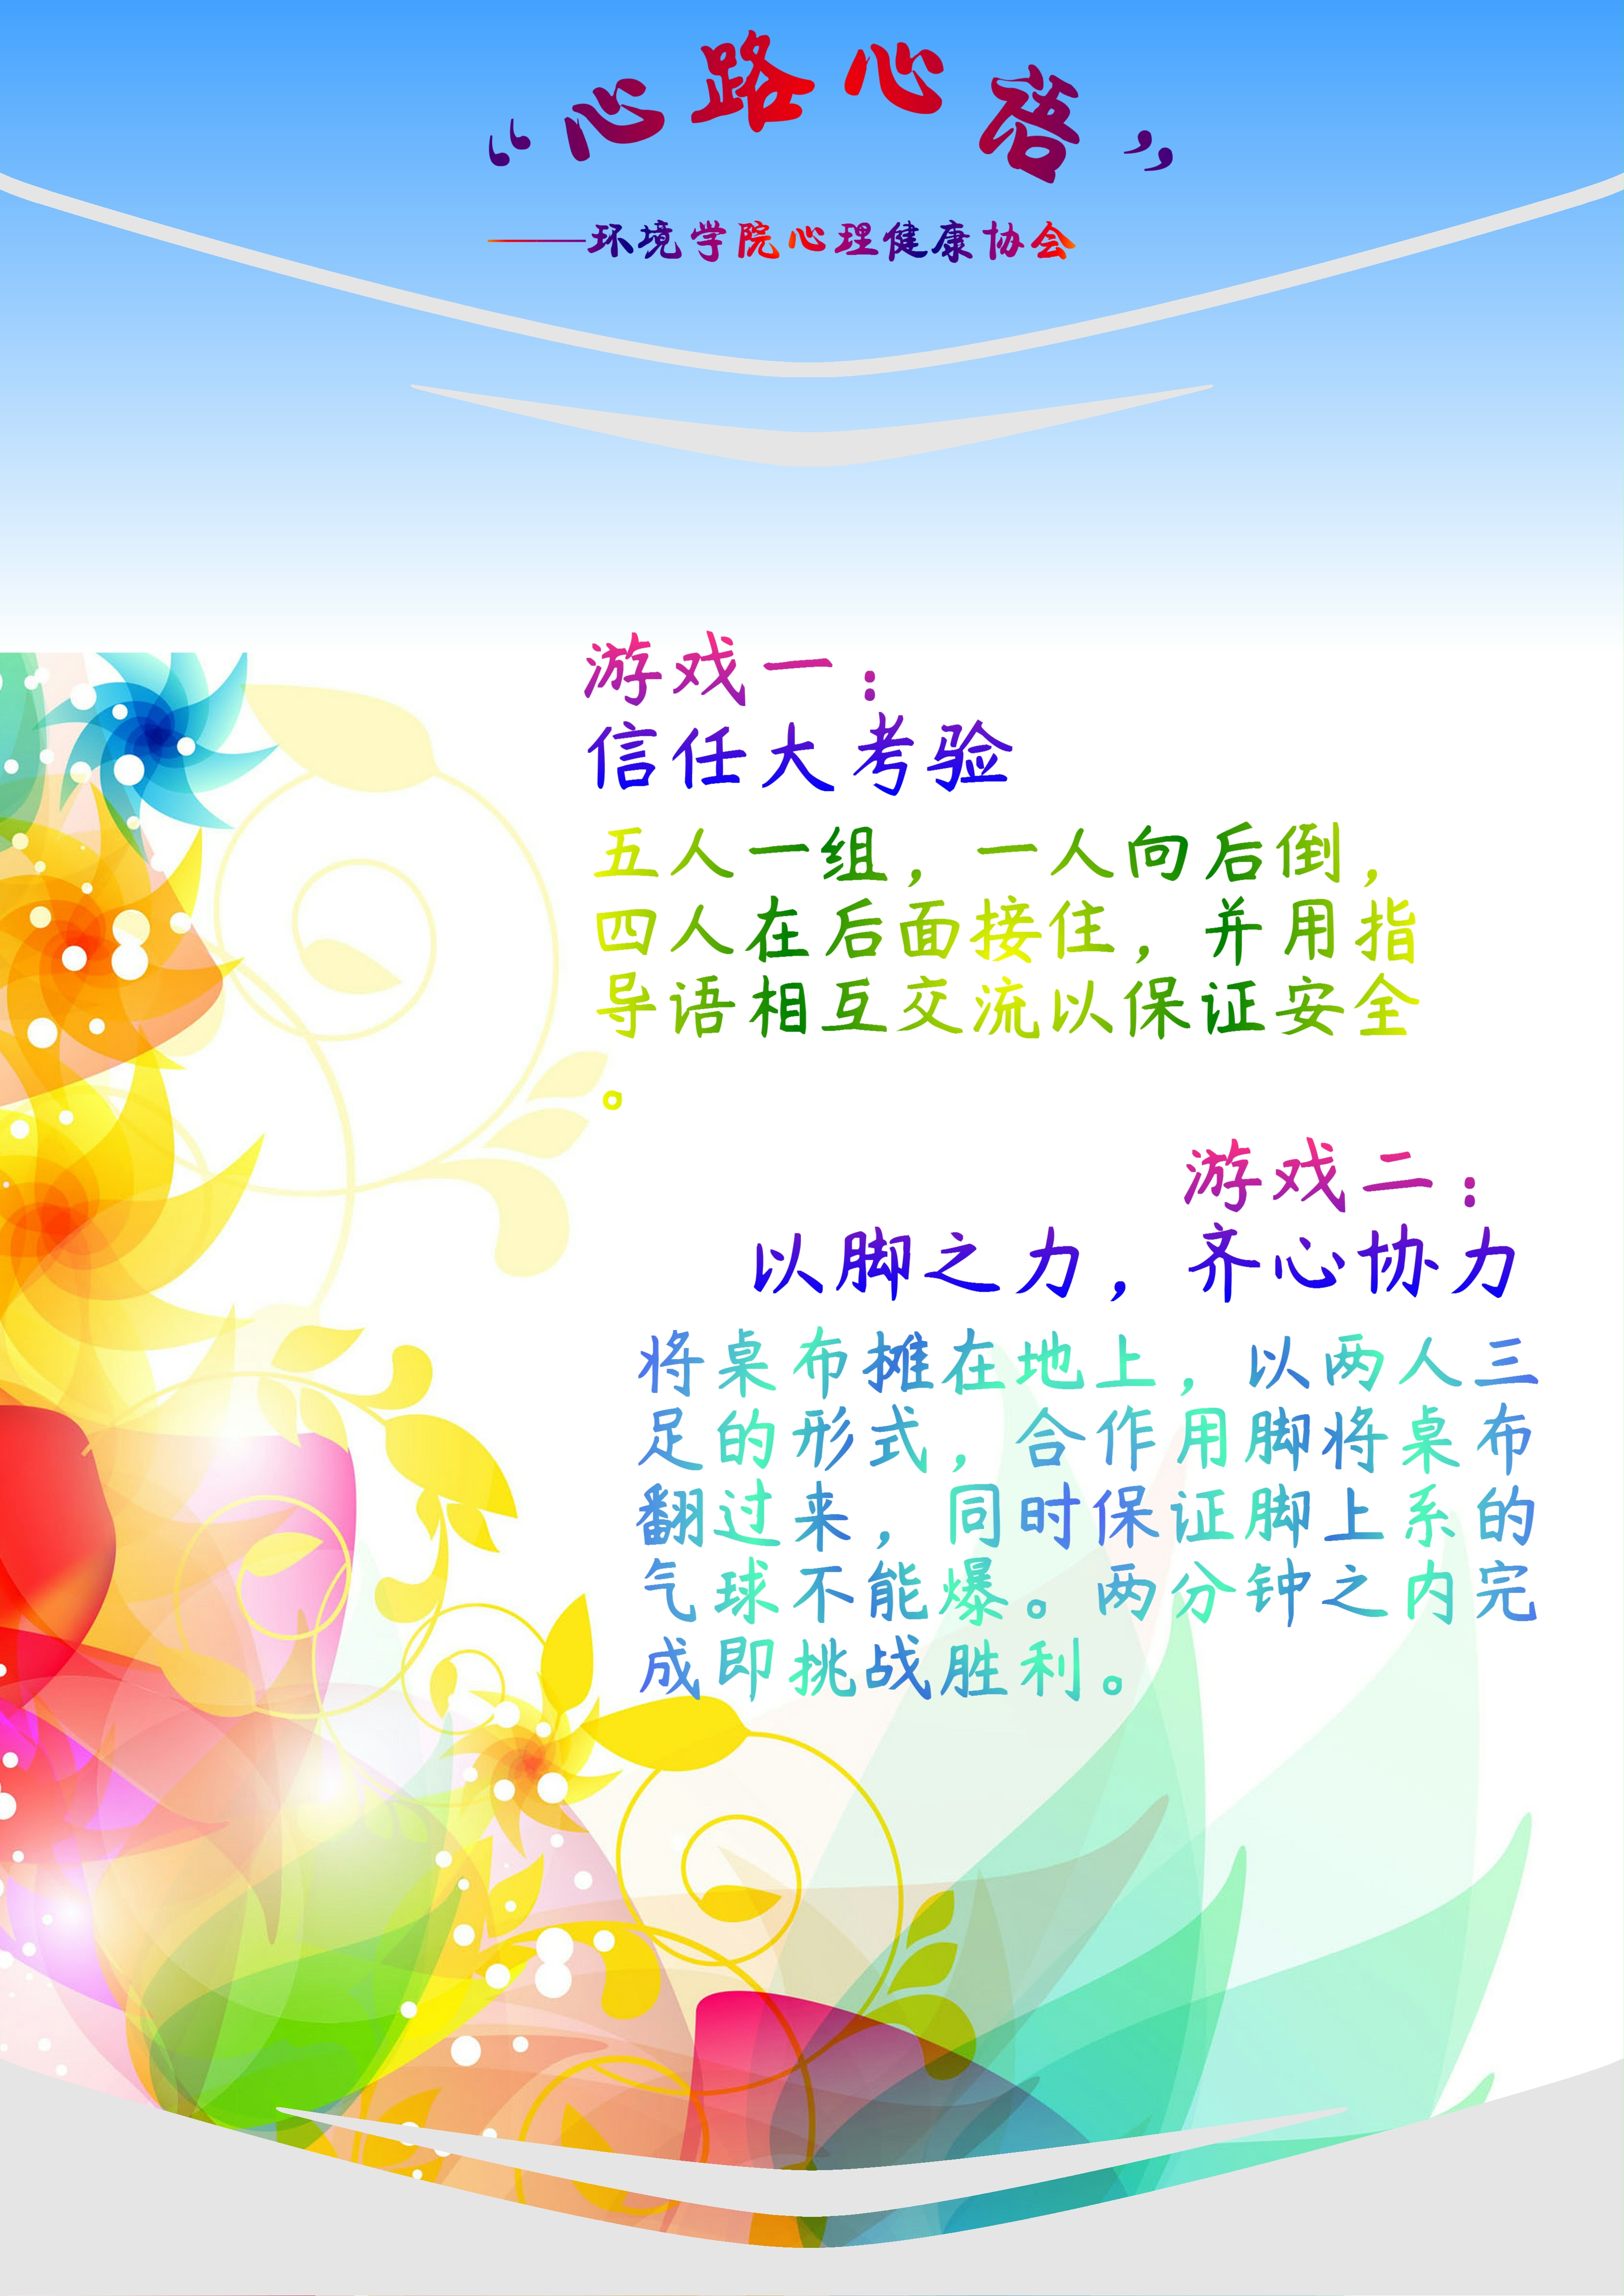 “心路心语”
——环境学院心理健康协会
游戏一：
信任大考验
五人一组，一人向后倒，
四人在后面接住，并用指
导语相互交流以保证安全
。
游戏二：
以脚之力，齐心协力
将桌布摊在地上，以两人三
足的形式，合作用脚将桌布
翻过来，同时保证脚上系的
气球不能爆。两分钟之内完
成即挑战胜利。